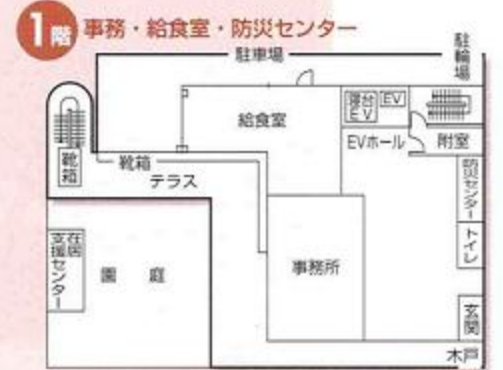 1階 事務・給食室・防災センター
駐車場
駐輪場
寝台EV
EV
給食室
EVホール
附室
靴箱
靴箱
テラス
防災センター
トイレ
在居支援センター
園庭
事務所
玄関
木戸